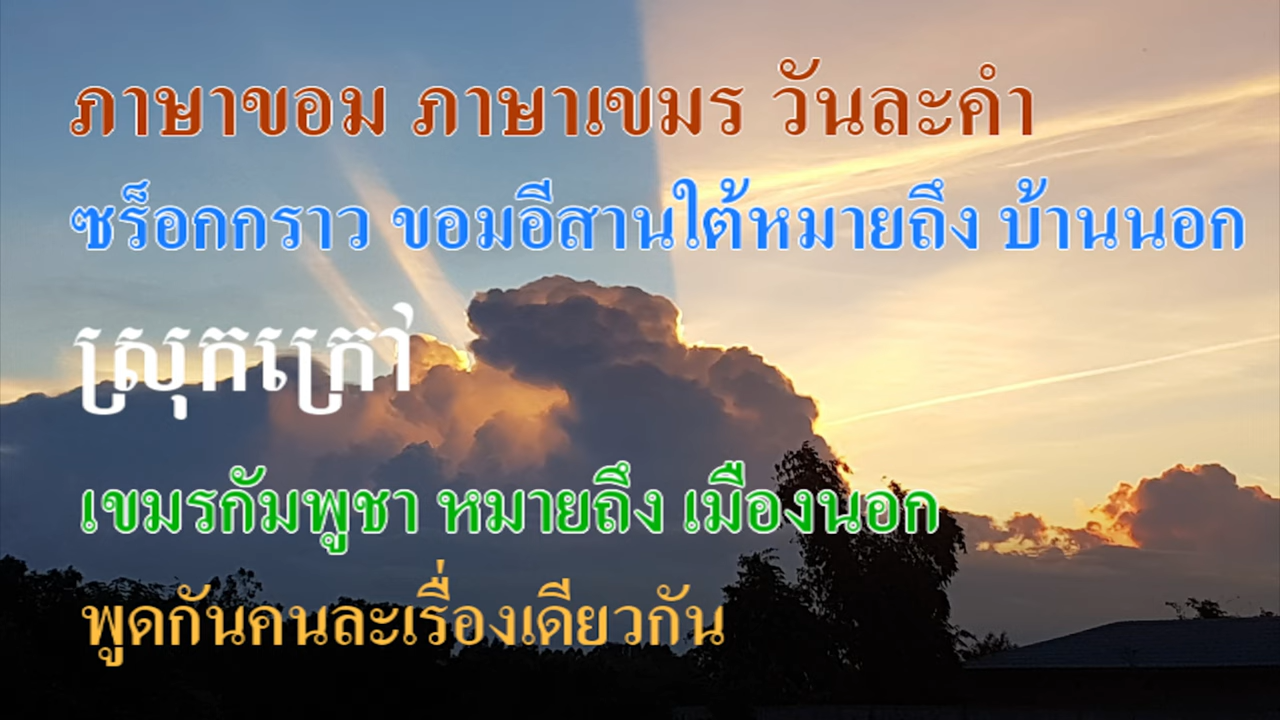 ภาษาขอม ภาษาเขมร วันละคำ
ซร็อกกราว ขอมอีสานใต้หมายถึง บ้านนอก
ស្រុកក្រៅ
เขมรกัมพูชา หมายถึง เมืองนอก
พูดกันคนละเรื่องเดียวกัน